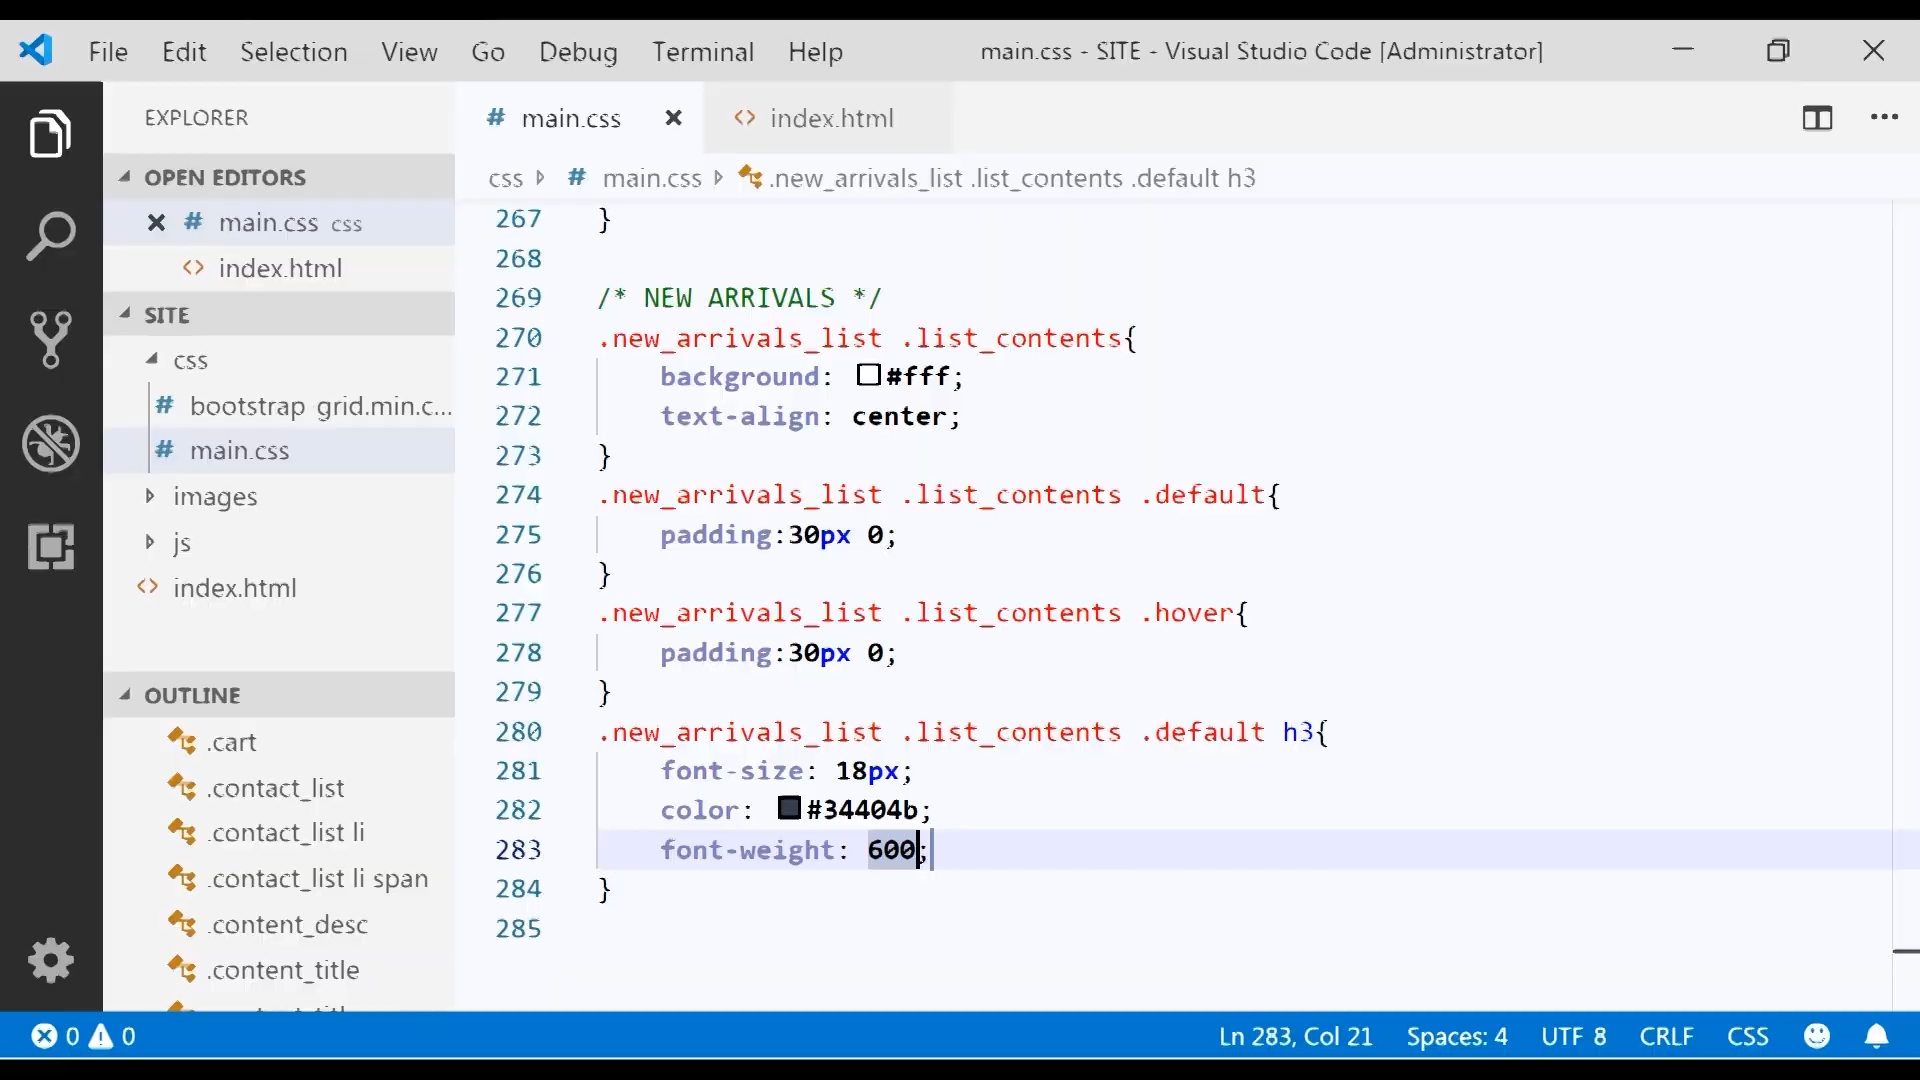 File Edit Selection View Go Debug Terminal Help main.css - SITE - Visual Studio Code [Administrator]
EXPLORER
OPEN EDITORS
main.css css
index.html
SITE
css
bootstrap grid.min.c...
main.css
images
js
index.html
OUTLINE
.cart
.contact_list
.contact_list li
.contact_list li span
.content_desc
.content_title
# main.css
<> index.html
css # main.css .new_arrivals_list .list_contents .default h3
267 }
268
269 /* NEW ARRIVALS */
270 .new_arrivals_list .list_contents{
271 background: #fff;
272 text-align: center;
273 }
274 .new_arrivals_list .list_contents .default{
275 padding:30px 0;
276 }
277 .new_arrivals_list .list_contents .hover{
278 padding:30px 0;
279 }
280 .new_arrivals_list .list_contents .default h3{
281 font-size: 18px;
282 color: #34404b;
283 font-weight: 600;
284 }
285
0 0 Ln 283, Col 21 Spaces: 4 UTF 8 CRLF CSS